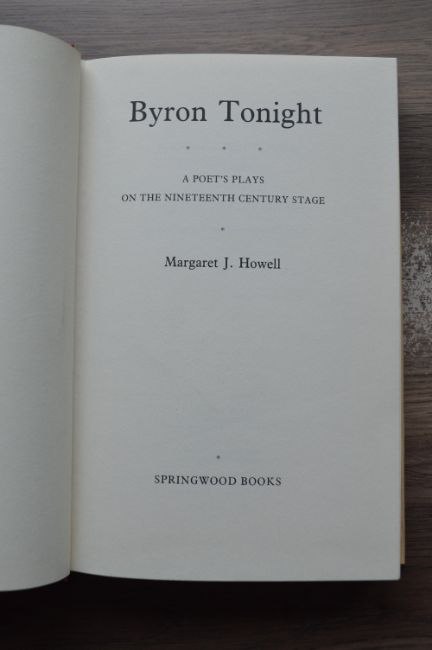 Byron Tonight
A POET'S PLAYS
ON THE NINETEENTH CENTURY STAGE
Margaret J. Howell
SPRINGWOOD BOOKS